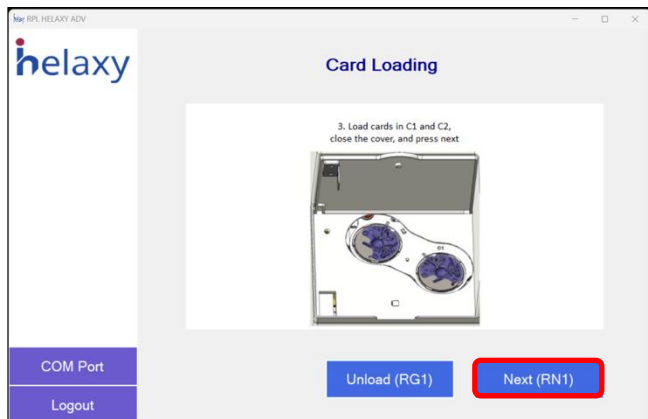 RPL HELAXY ADV
helaxy
Card Loading
3. Load cards in C1 and C2,
close the cover, and press next
C1
COM Port
Logout
Unload (RG1)
Next (RN1)